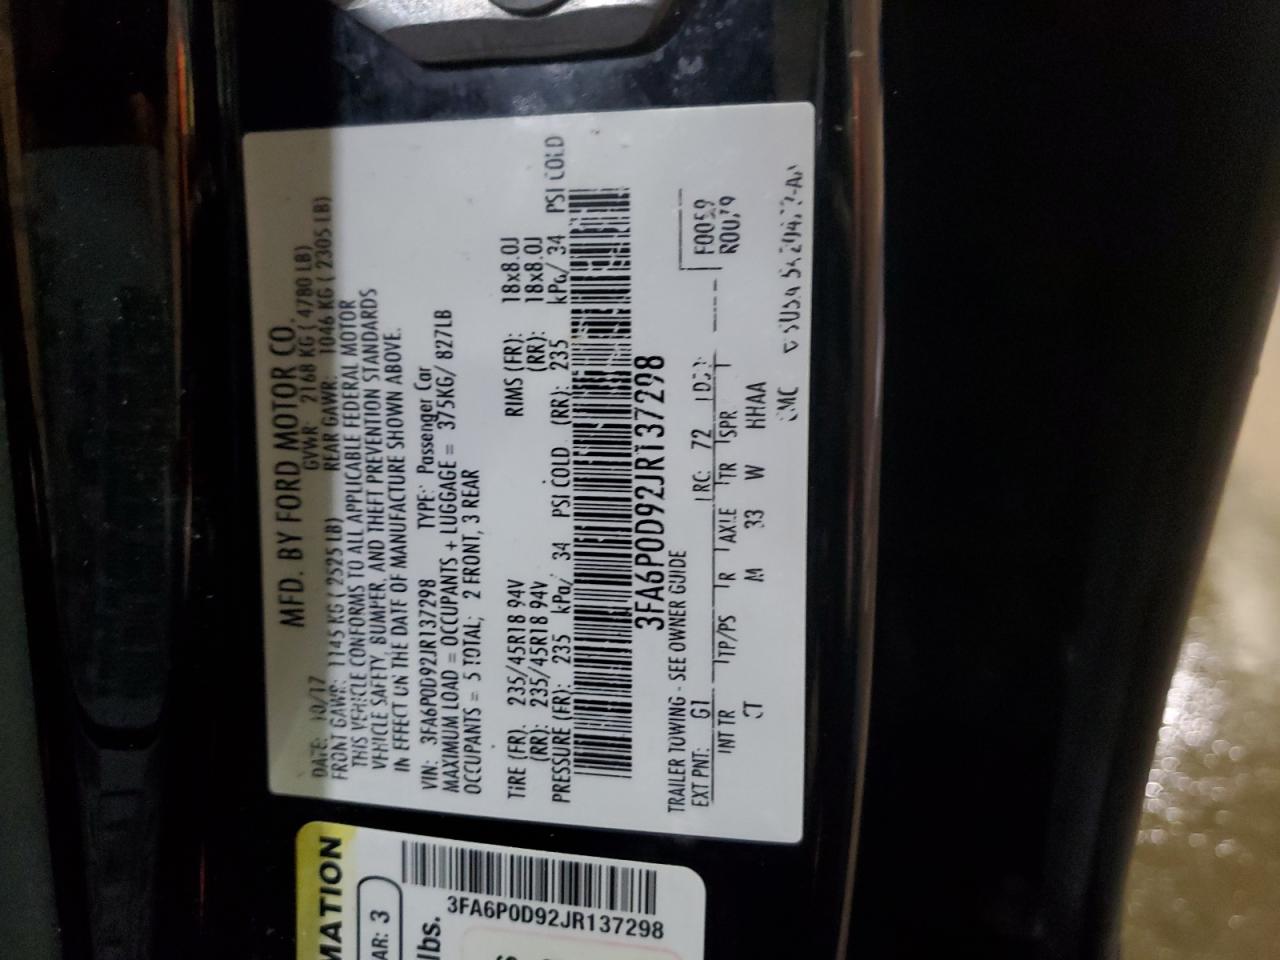 MFD. BY FORD MOTOR CO.
DATE: 10/17 GVWR: 2168 KG ( 4780 LB)
FRONT GAWR: 1145 KG ( 2525 LB) REAR GAWR: 1046 KG ( 2305 LB)
THIS VEHICLE CONFORMS TO ALL APPLICABLE FEDERAL MOTOR
VEHICLE SAFETY, BUMPER, AND THEFT PREVENTION STANDARDS
IN EFFECT ON THE DATE OF MANUFACTURE SHOWN ABOVE.
VIN: 3FA6P0D92JR137298 TYPE: Passenger Car
MAXIMUM LOAD = OCCUPANTS + LUGGAGE = 375KG/ 827LB
OCCUPANTS = 5 TOTAL; 2 FRONT, 3 REAR
TIRE (FR): 235/45R18 94V RIMS (FR): 18x8.0J
(RR): 235/45R18 94V (RR): 18x8.0J
PRESSURE (FR): 235 kPa/ 34 PSI COLD (RR): 235 kPa/ 34 PSI COLD
3FA6P0D92JR137298
TRAILER TOWING - SEE OWNER GUIDE
F0059
R0079
EXT PNT: G1 RC: 72
INT TR TP/PS R AXLE TR SPR T
CT M 33 W HHAA
MATION
AR: 3
lbs.
3FA6P0D92JR137298